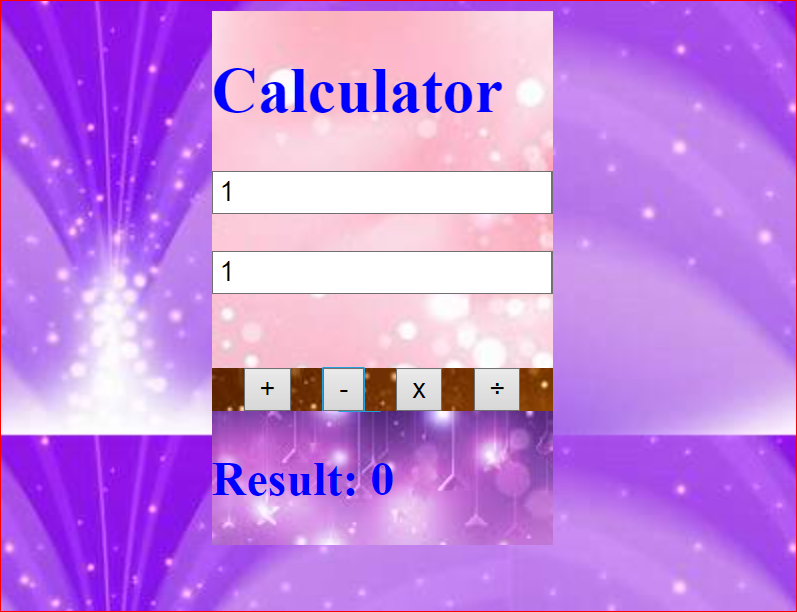 Calculator
1
1
+ - x ÷
Result: 0